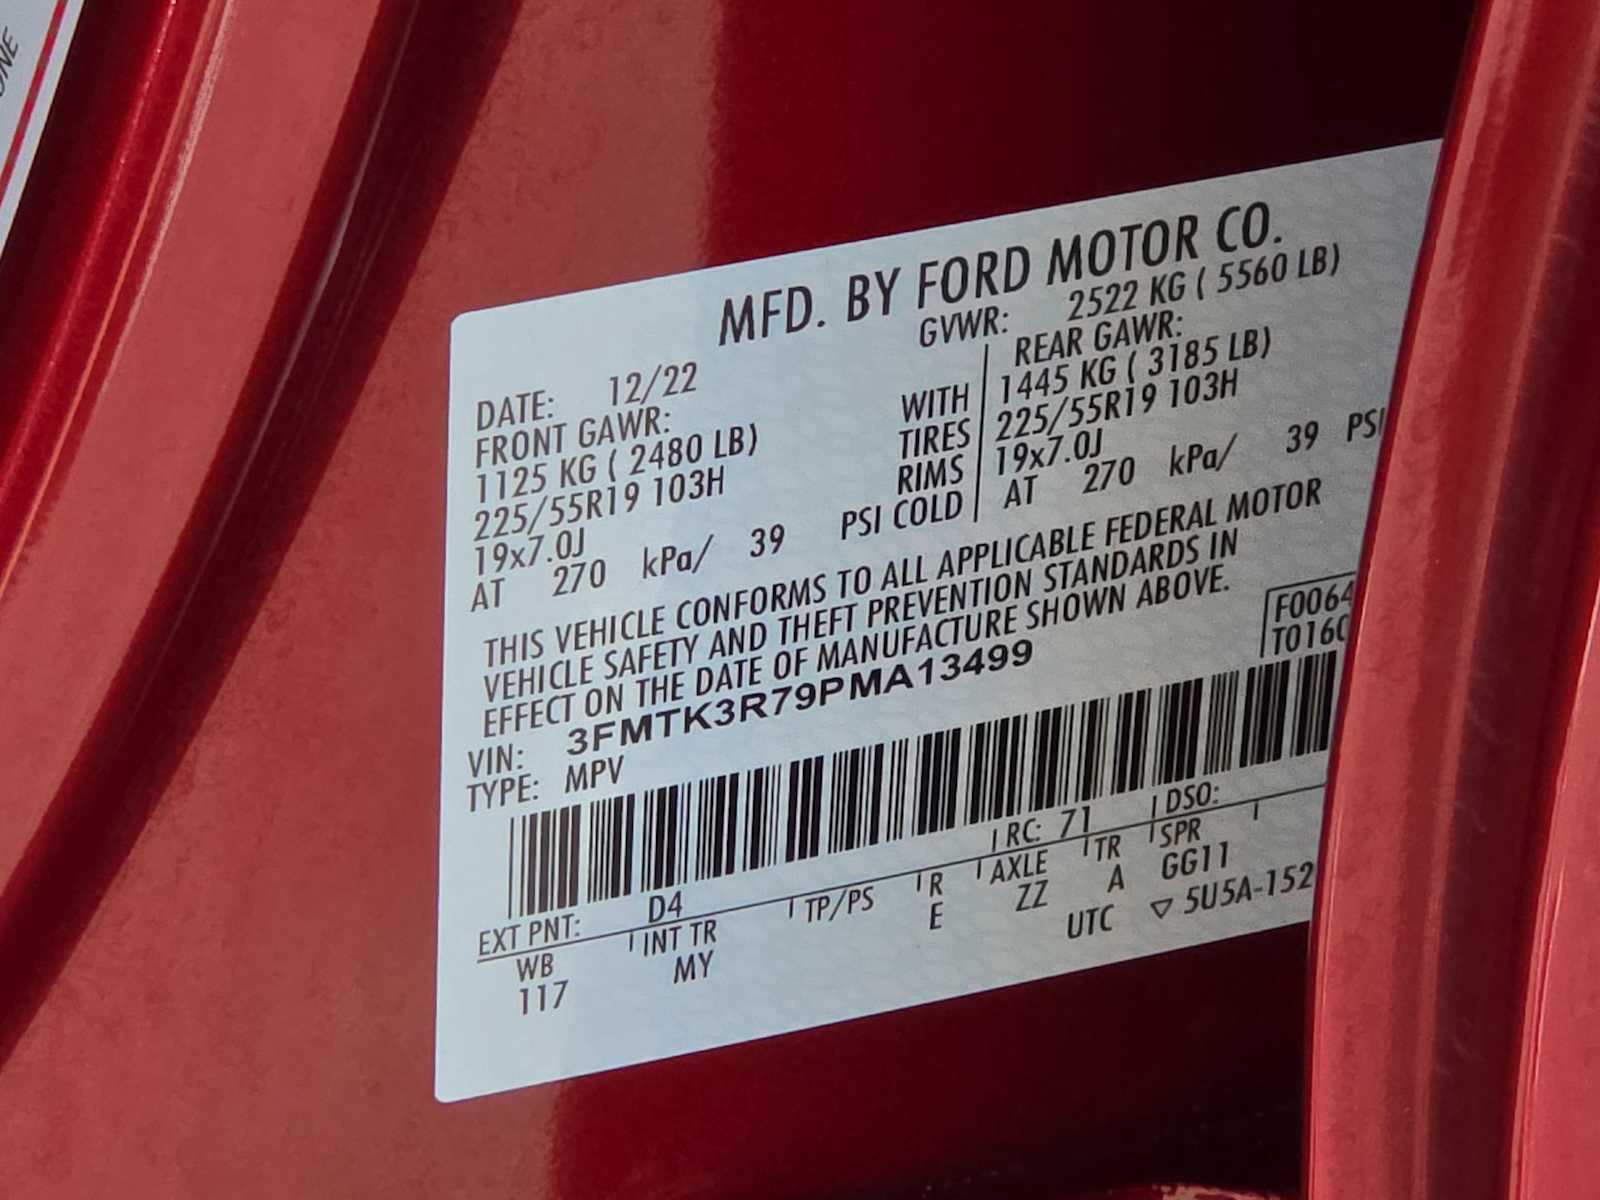 MFD. BY FORD MOTOR CO.
DATE: 12/22 GVWR: 2522 KG ( 5560 LB)
FRONT GAWR: REAR GAWR:
1125 KG ( 2480 LB) WITH 1445 KG ( 3185 LB)
225/55R19 103H TIRES 225/55R19 103H
19x7.0J RIMS 19x7.0J
AT 270 kPa/ 39 PSI COLD AT 270 kPa/ 39 PSI
THIS VEHICLE CONFORMS TO ALL APPLICABLE FEDERAL MOTOR
VEHICLE SAFETY AND THEFT PREVENTION STANDARDS IN
EFFECT ON THE DATE OF MANUFACTURE SHOWN ABOVE.
F0064
T0160
VIN: 3FMTK3R79PMA13499
TYPE: MPV
EXT PNT: D4 RC: 71 DSO:
WB INT TR TP/PS R AXLE TR SPR
117 MY E ZZ A GG11
UTC ▽ 5U5A-152